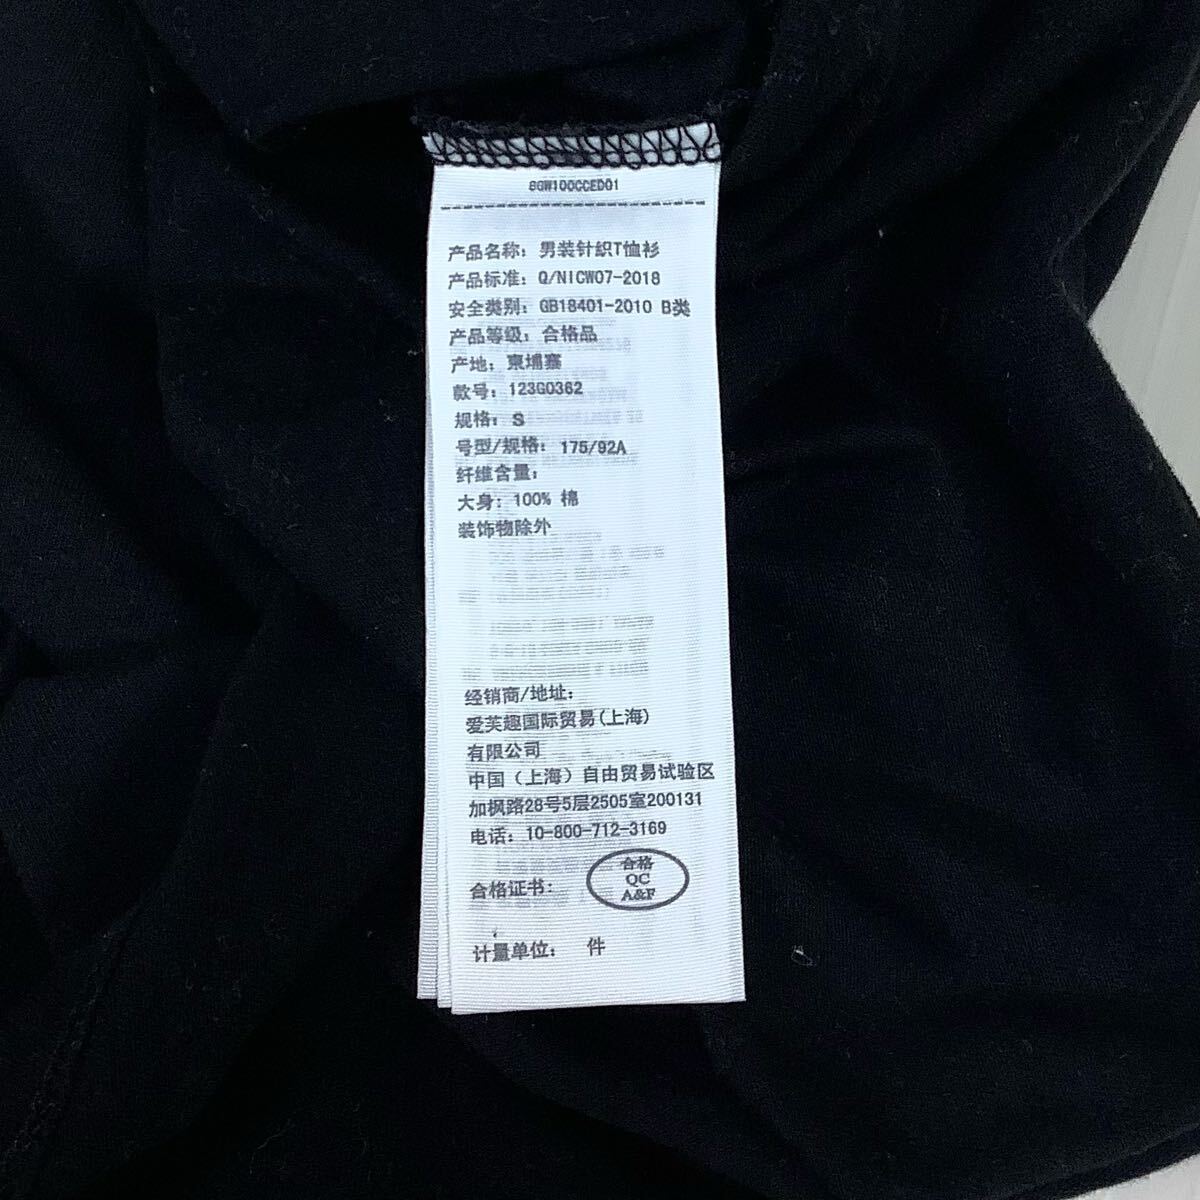 8GW100CCED01
产品名称：男装针织T恤衫
产品标准：Q/NICW07-2018
安全类别：GB18401-2010 B类
产品等级：合格品
产地：柬埔寨
款号：123G0362
规格：S
号型/规格：175/92A
纤维含量：
大身：100% 棉
装饰物除外
经销商/地址：
爱芙趣国际贸易(上海)
有限公司
中国（上海）自由贸易试验区
加枫路28号5层2505室200131
电话：10-800-712-3169
合格证书：
合格
QC
A&F
计量单位： 件